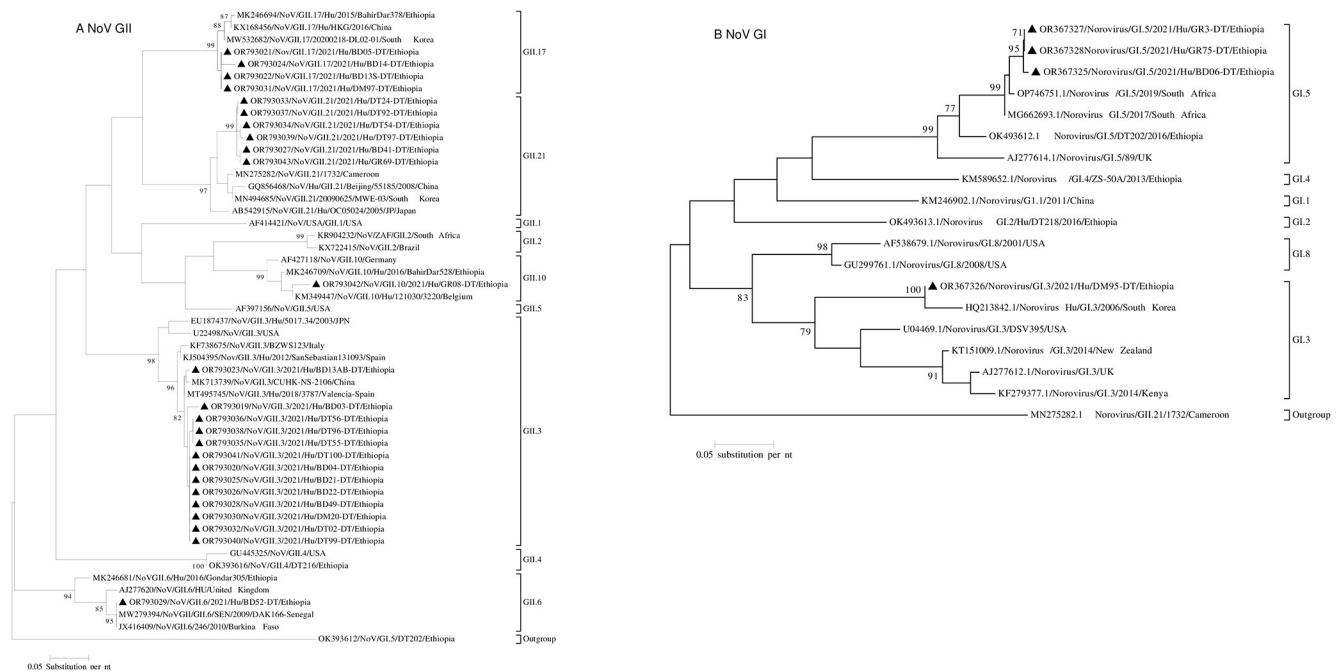 A NoV GII
87
MK246694/NoV/GII.17/Hu/2015/BahirDar378/Ethiopia
88
KX168456/NoV/GII.17/Hu/HKG/2016/China
MW532682/NoV/GII.17/20200218-DL02-01/South Korea
99
OR793021/Nov/GII.17/2021/Hu/BD05-DT/Ethiopia
OR793024/NoV/GII.17/2021/Hu/BD14-DT/Ethiopia
OR793022/NoV/GII.17/2021/Hu/BD13S-DT/Ethiopia
OR793031/NoV/GII.17/2021/Hu/DM97-DT/Ethiopia
GII.17
OR793033/NoV/GII.21/2021/Hu/DT24-DT/Ethiopia
OR793037/NoV/GII.21/2021/Hu/DT92-DT/Ethiopia
99
OR793034/NoV/GII.21/2021/Hu/DT54-DT/Ethiopia
OR793039/NoV/GII.21/2021/Hu/DT97-DT/Ethiopia
OR793027/NoV/GII.21/2021/Hu/BD41-DT/Ethiopia
OR793043/NoV/GII.21/2021/Hu/GR69-DT/Ethiopia
MN275282/NoV/GII.21/1732/Cameroon
97
GQ856468/NoV/Hu/GII.21/Beijing/55185/2008/China
MN494685/NoV/GII.21/20090625/MWE-03/South Korea
AB542915/NoV/GII.21/Hu/OC05024/2005/JP/Japan
GII.21
AF414421/NoV/USA/GII.1/USA
GII.1
99
KR904232/NoV/ZAF/GII.2/South Africa
KX722415/NoV/GII.2/Brazil
GII.2
AF427118/NoV/GII.10/Germany
99
MK246709/NoV/GII.10/Hu/2016/BahirDar528/Ethiopia
OR793042/NoV/GII.10/2021/Hu/GR08-DT/Ethiopia
KM349447/NoV/GII.10/Hu/121030/3220/Belgium
GII.10
AF397156/NoV/GII.5/USA
GII.5
EU187437/NoV/GII.3/Hu/5017.34/2003/JPN
U22498/NoV/GII.3/USA
98
KF738675/NoV/GII.3/BZWS123/Italy
KJ504395/Nov/GII.3/Hu/2012/SanSebastian131093/Spain
OR793023/NoV/GII.3/2021/Hu/BD13AB-DT/Ethiopia
96
MK713739/NoV/GII.3/CUHK-NS-2106/China
MT495745/NoV/GII.3/Hu/2018/3787/Valencia-Spain
OR793019/NoV/GII.3/2021/Hu/BD03-DT/Ethiopia
82
OR793036/NoV/GII.3/2021/Hu/DT56-DT/Ethiopia
OR793038/NoV/GII.3/2021/Hu/DT96-DT/Ethiopia
OR793035/NoV/GII.3/2021/Hu/DT55-DT/Ethiopia
OR793041/NoV/GII.3/2021/Hu/DT100-DT/Ethiopia
OR793020/NoV/GII.3/2021/Hu/BD04-DT/Ethiopia
OR793025/NoV/GII.3/2021/Hu/BD21-DT/Ethiopia
OR793026/NoV/GII.3/2021/Hu/BD22-DT/Ethiopia
OR793028/NoV/GII.3/2021/Hu/BD49-DT/Ethiopia
OR793030/NoV/GII.3/2021/Hu/DM20-DT/Ethiopia
OR793032/NoV/GII.3/2021/Hu/DT02-DT/Ethiopia
OR793040/NoV/GII.3/2021/Hu/DT99-DT/Ethiopia
GII.3
GU445325/NoV/GII.4/USA
100
OK393616/NoV/GII.4/DT216/Ethiopia
GII.4
MK246681/NoVGII.6/Hu/2016/Gondar305/Ethiopia
94
AJ277620/NoV/GII.6/HU/United Kingdom
85
OR793029/NoV/GII.6/2021/Hu/BD52-DT/Ethiopia
MW279394/NoVGII/GII.6/SEN/2009/DAK166-Senegal
95
JX416409/NoV/GII.6/246/2010/Burkina Faso
GII.6
OK393612/NoV/GI.5/DT202/Ethiopia
Outgroup
0.05 Substitution per nt
B NoV GI
71
OR367327/Norovirus/GI.5/2021/Hu/GR3-DT/Ethiopia
95
OR367328Norovirus/GI.5/2021/Hu/GR75-DT/Ethiopia
OR367325/Norovirus/GI.5/2021/Hu/BD06-DT/Ethiopia
99
OP746751.1/Norovirus /GI.5/2019/South Africa
MG662693.1/Norovirus/GI.5/2017/South Africa
77
99
OK493612.1 Norovirus/GI.5/DT202/2016/Ethiopia
AJ277614.1/Norovirus/GI.5/89/UK
GI.5
KM589652.1/Norovirus /GI.4/ZS-50A/2013/Ethiopia
GI.4
KM246902.1/Norovirus/G1.1/2011/China
GI.1
OK493613.1/Norovirus GI.2/Hu/DT218/2016/Ethiopia
GI.2
98
AF538679.1/Norovirus/GI.8/2001/USA
GU299761.1/Norovirus/GI.8/2008/USA
GI.8
83
100
OR367326/Norovirus/GI.3/2021/Hu/DM95-DT/Ethiopia
HQ213842.1/Norovirus Hu/GI.3/2006/South Korea
79
U04469.1/Norovirus/GI.3/DSV395/USA
KT151009.1/Norovirus /GI.3/2014/New Zealand
91
AJ277612.1/Norovirus/GI.3/UK
KF279377.1/Norovirus/GI.3/2014/Kenya
GI.3
MN275282.1 Norovirus/GII.21/1732/Cameroon
Outgroup
0.05 substitution per nt